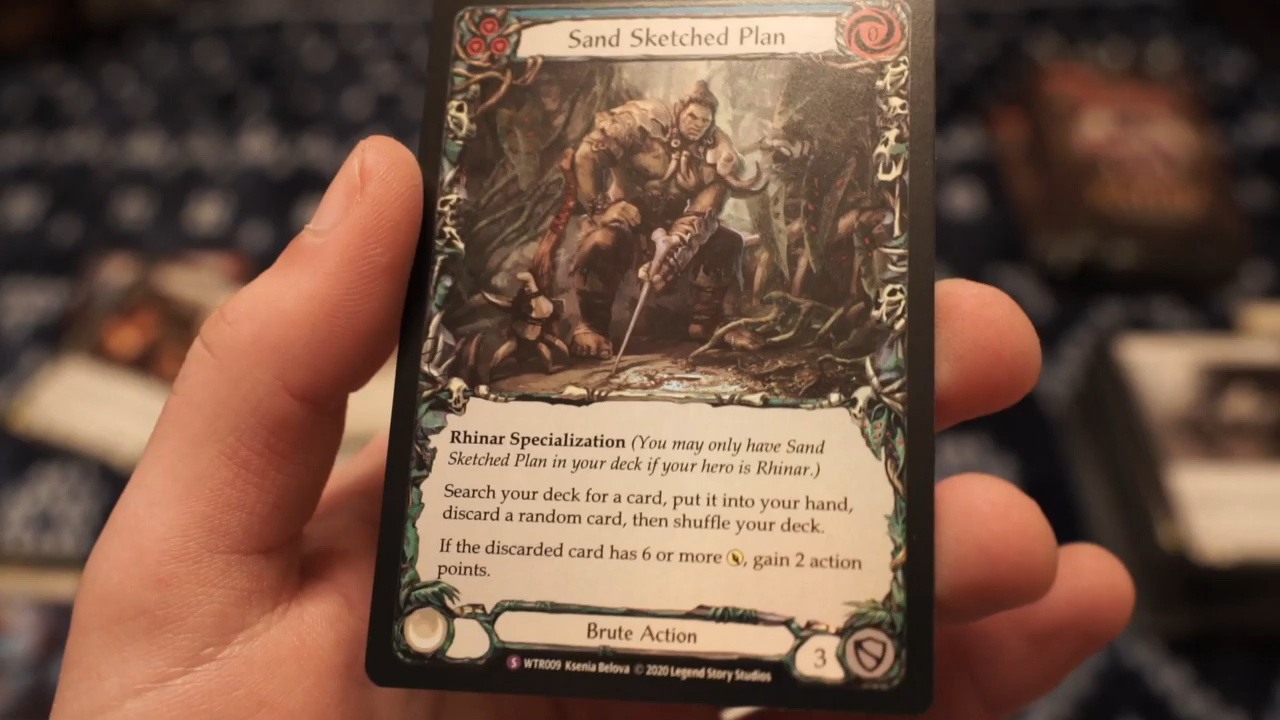 Sand Sketched Plan
0
Rhinar Specialization (You may only have Sand
Sketched Plan in your deck if your hero is Rhinar.)
Search your deck for a card, put it into your hand,
discard a random card, then shuffle your deck.
If the discarded card has 6 or more , gain 2 action
points.
Brute Action
3
S WTR009 Ksenia Belova © 2020 Legend Story Studios